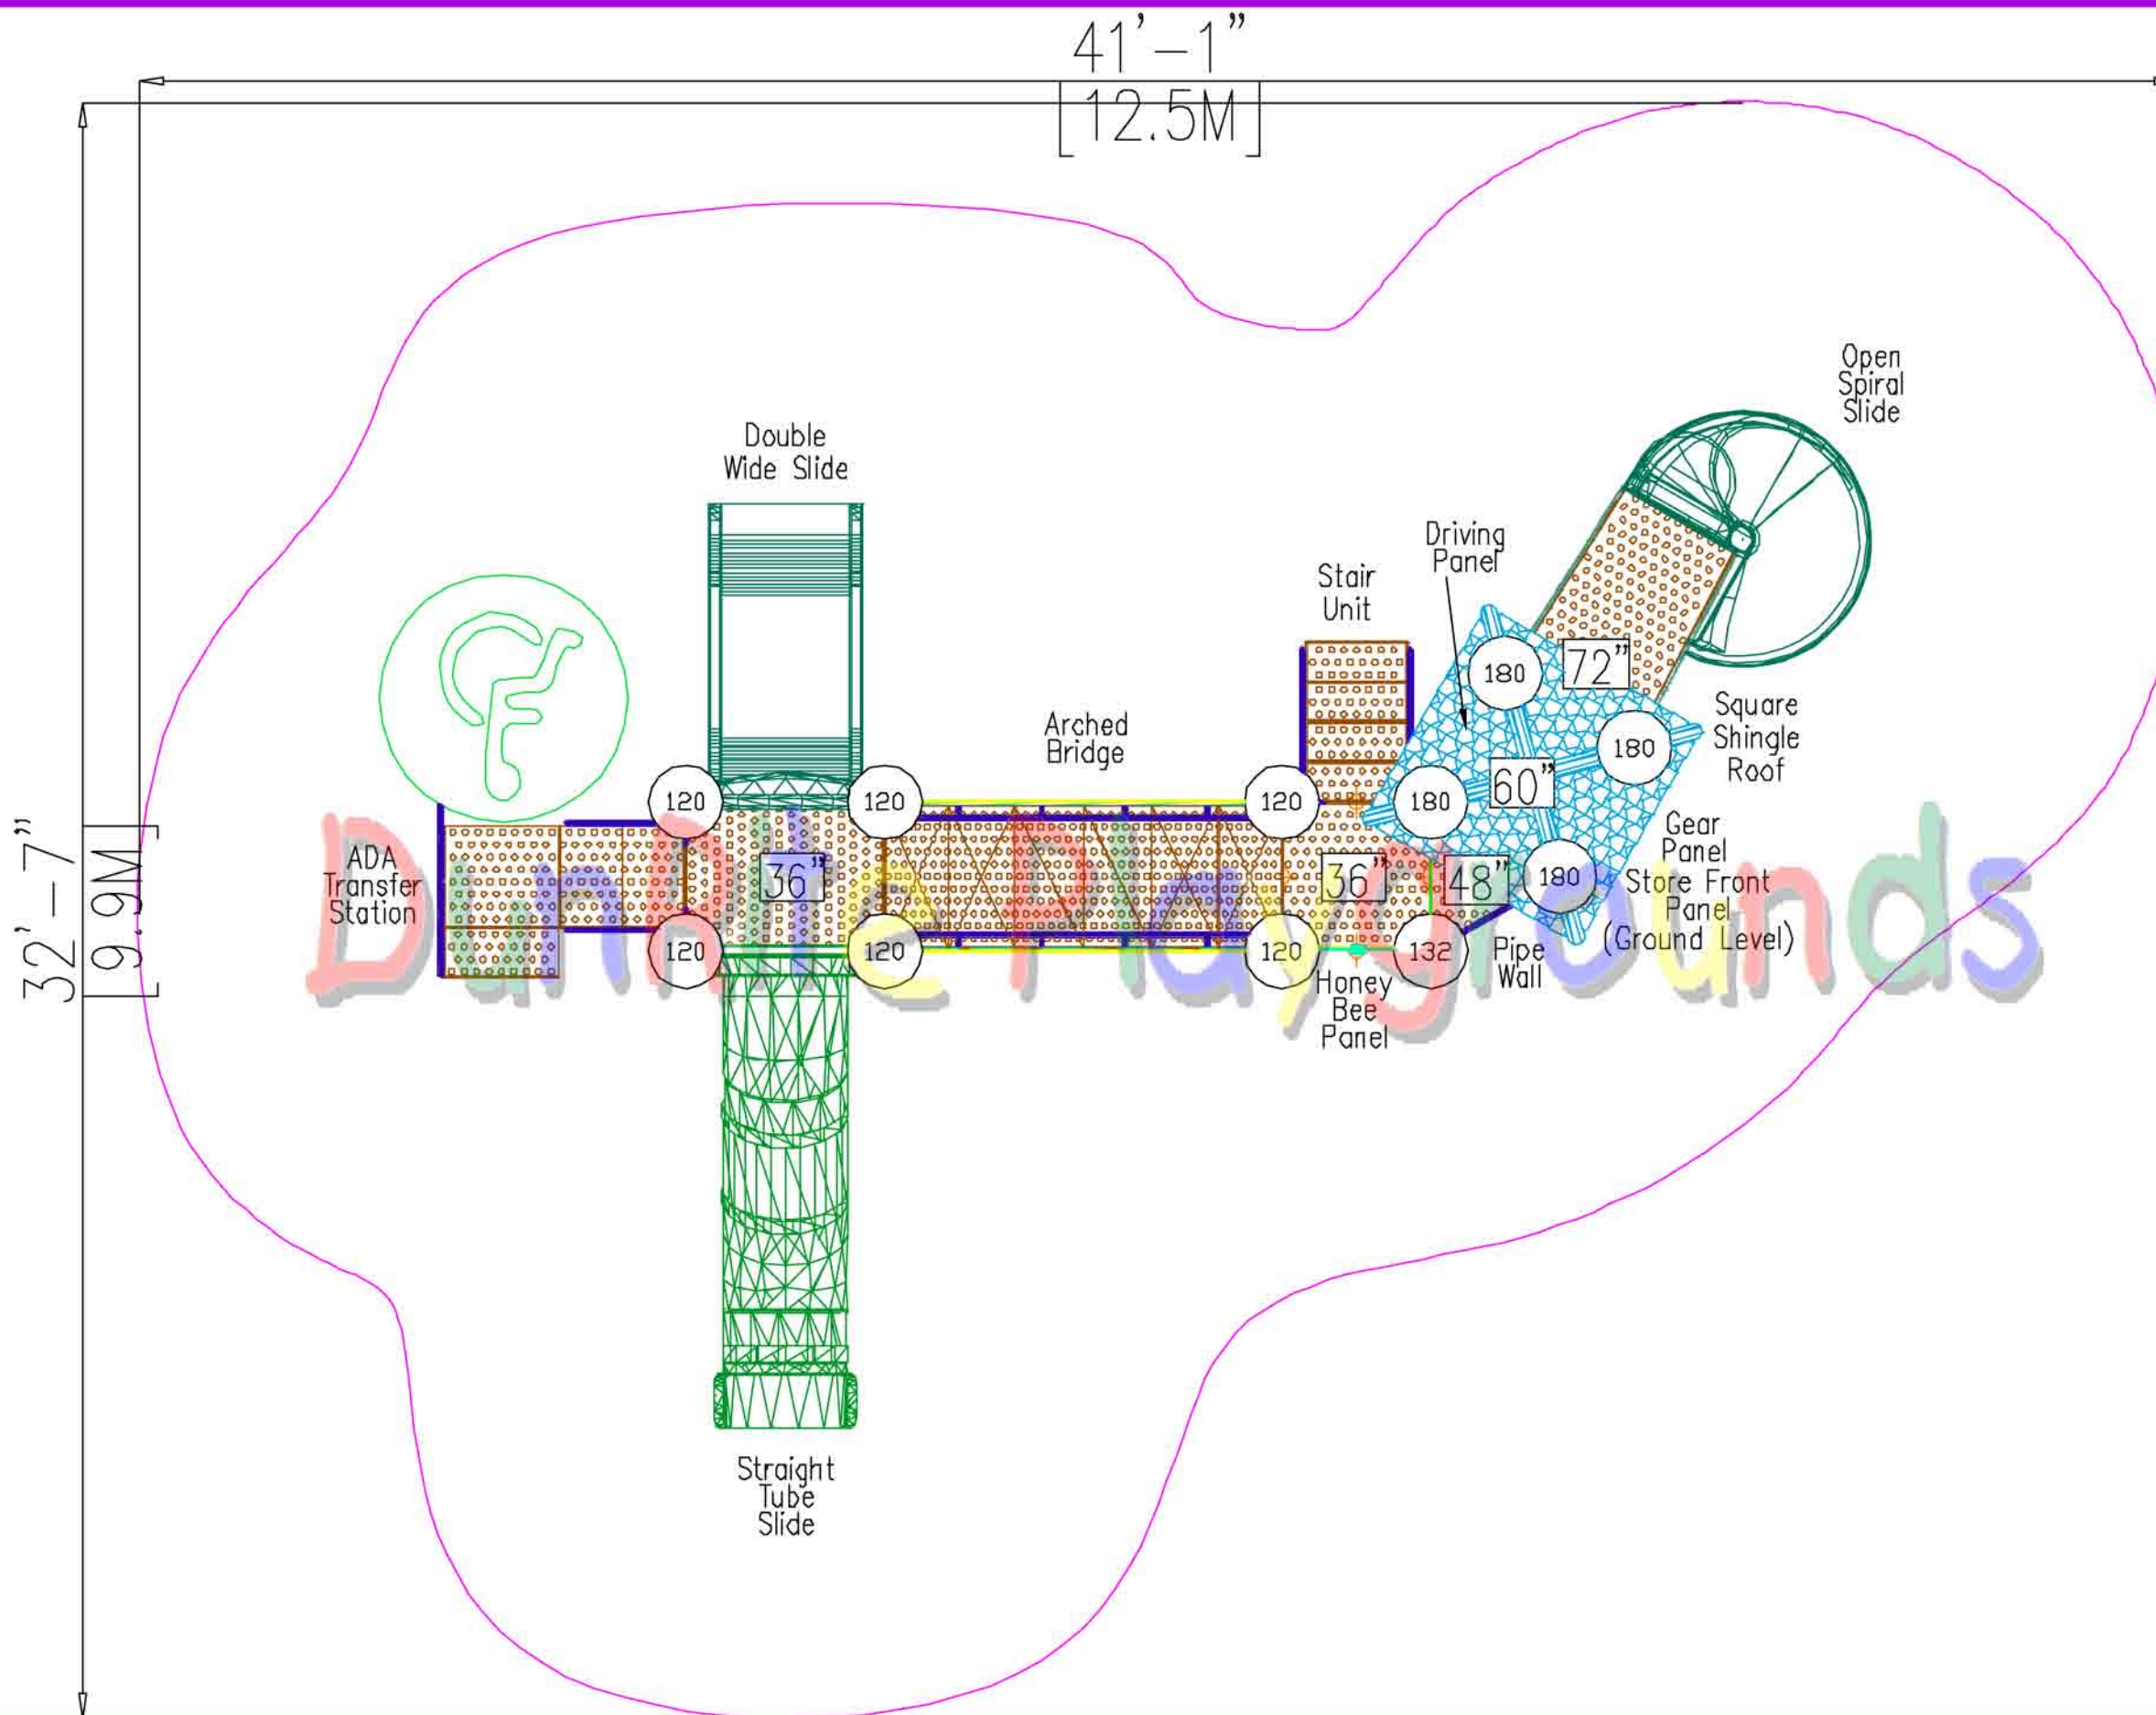 41'-1"
[12.5M]
32'-7"
9.9M
Open
Spiral
Slide
Double
Wide Slide
Driving
Panel
Stair
Unit
180
72"
Square
Shingle
Roof
Arched
Bridge
180
60"
120
120
120
180
Gear
Panel
Store Front
Panel
(Ground Level)
ADA
Transfer
Station
36"
36"
48"
180
DunRite Playgrounds
120
120
120
132
Pipe
Wall
Honey
Bee
Panel
Straight
Tube
Slide